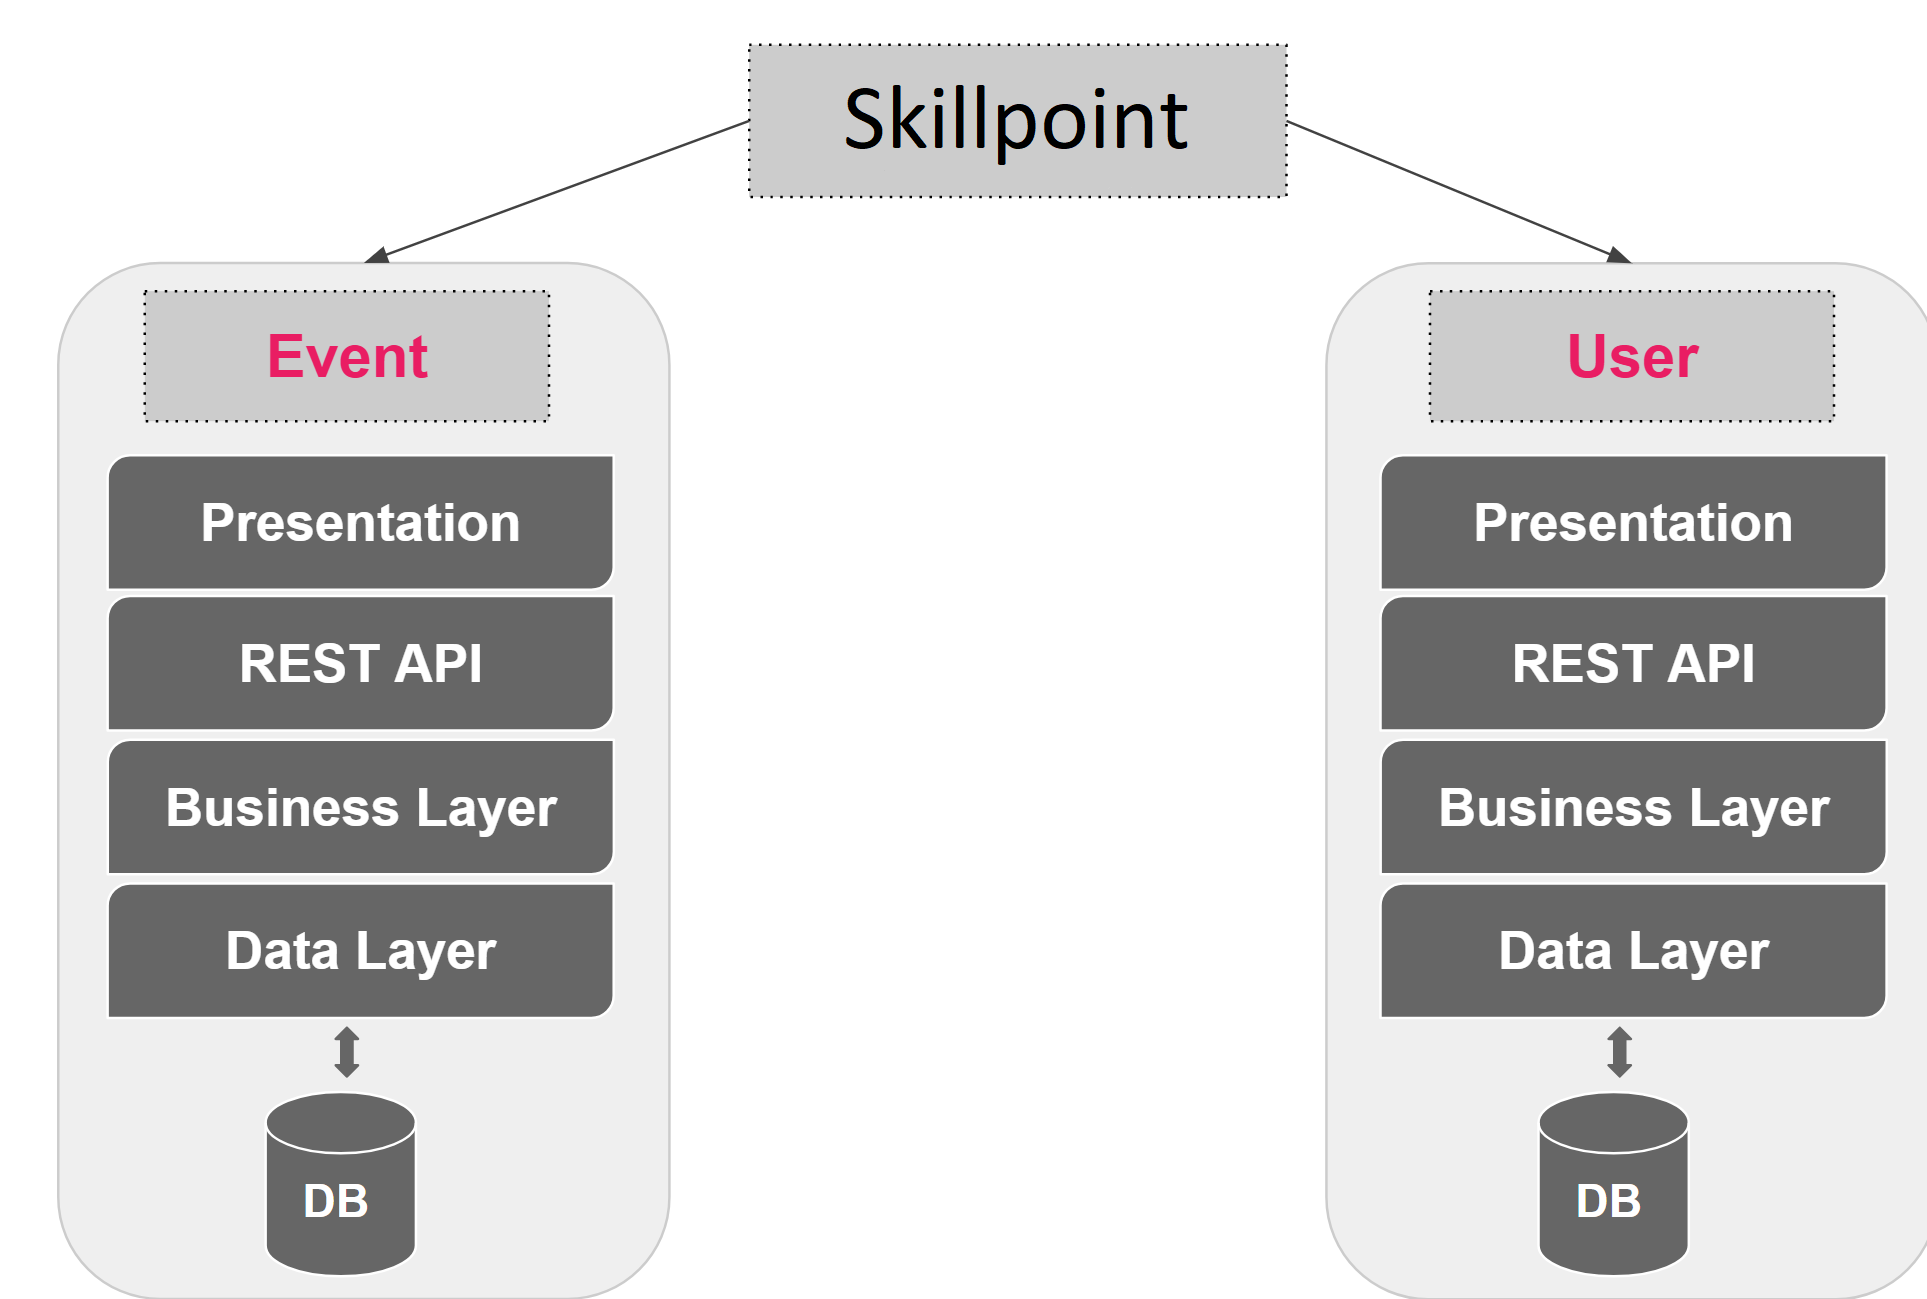 Skillpoint
Event
Presentation
REST API
Business Layer
Data Layer
DB
User
Presentation
REST API
Business Layer
Data Layer
DB